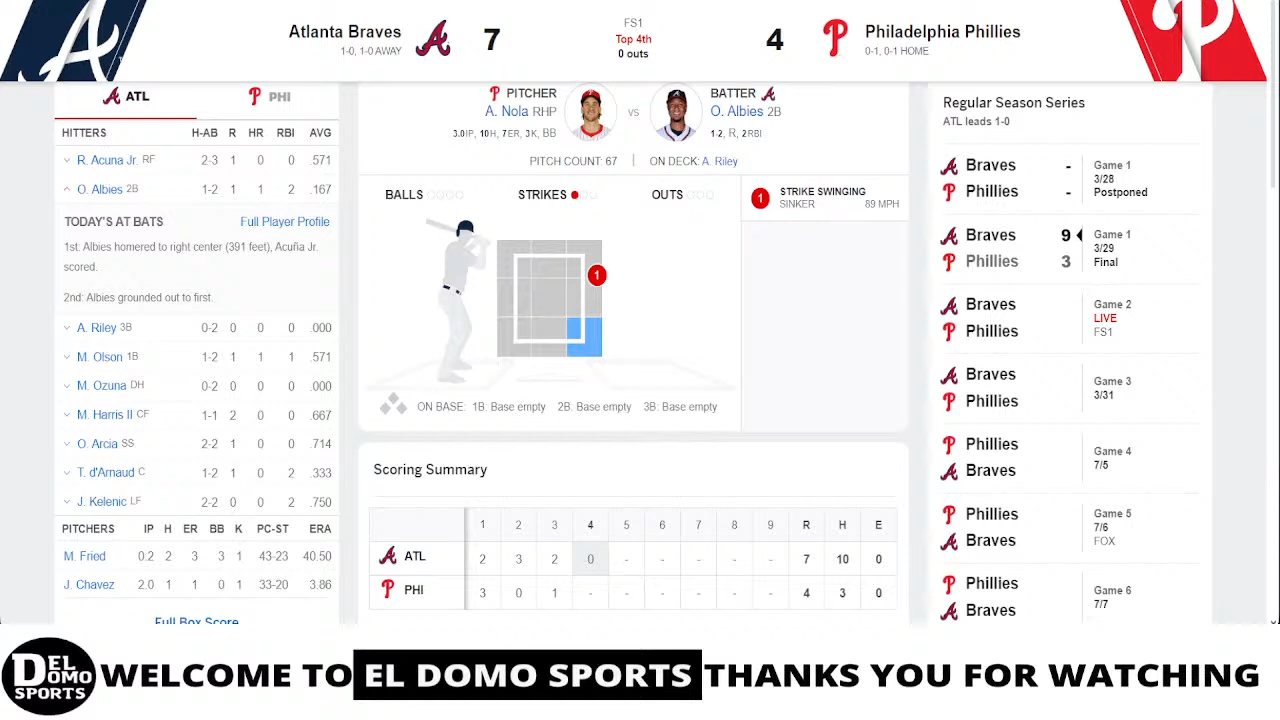 Atlanta Braves
1-0, 1-0 AWAY
7
FS1
Top 4th
0 outs
4
Philadelphia Phillies
0-1, 0-1 HOME
ATL
PHI
HITTERS H-AB R HR RBI AVG
R. Acuna Jr. RF 2-3 1 0 0 .571
O. Albies 2B 1-2 1 1 2 .167
TODAY'S AT BATS Full Player Profile
1st: Albies homered to right center (391 feet), Acuña Jr.
scored.
2nd: Albies grounded out to first.
A. Riley 3B 0-2 0 0 0 .000
M. Olson 1B 1-2 1 1 1 .571
M. Ozuna DH 0-2 0 0 0 .000
M. Harris II CF 1-1 2 0 0 .667
O. Arcia SS 2-2 1 0 0 .714
T. d'Arnaud C 1-2 1 0 2 .333
J. Kelenic LF 2-2 0 0 2 .750
PITCHERS IP H ER BB K PC-ST ERA
M. Fried 0.2 2 3 3 1 43-23 40.50
J. Chavez 2.0 1 1 0 1 33-20 3.86
Full Box Score
PITCHER
A. Nola RHP
3.0IP, 10H, 7ER, 3K, BB
VS
BATTER
O. Albies 2B
1-2, R, 2RBI
PITCH COUNT: 67 ON DECK: A. Riley
BALLS STRIKES OUTS
1 STRIKE SWINGING
SINKER 89 MPH
1
ON BASE: 1B: Base empty 2B: Base empty 3B: Base empty
Scoring Summary
1 2 3 4 5 6 7 8 9 R H E
ATL 2 3 2 0 - - - - - 7 10 0
PHI 3 0 1 - - - - - - 4 3 0
Regular Season Series
ATL leads 1-0
Braves - Game 1
3/28
Phillies - Postponed
Braves 9 Game 1
3/29
Phillies 3 Final
Braves Game 2
LIVE
Phillies FS1
Braves Game 3
Phillies 3/31
Phillies Game 4
Braves 7/5
Phillies Game 5
7/6
Braves FOX
Phillies Game 6
Braves 7/7
DEL
DOMO
SPORTS
WELCOME TO EL DOMO SPORTS THANKS YOU FOR WATCHING